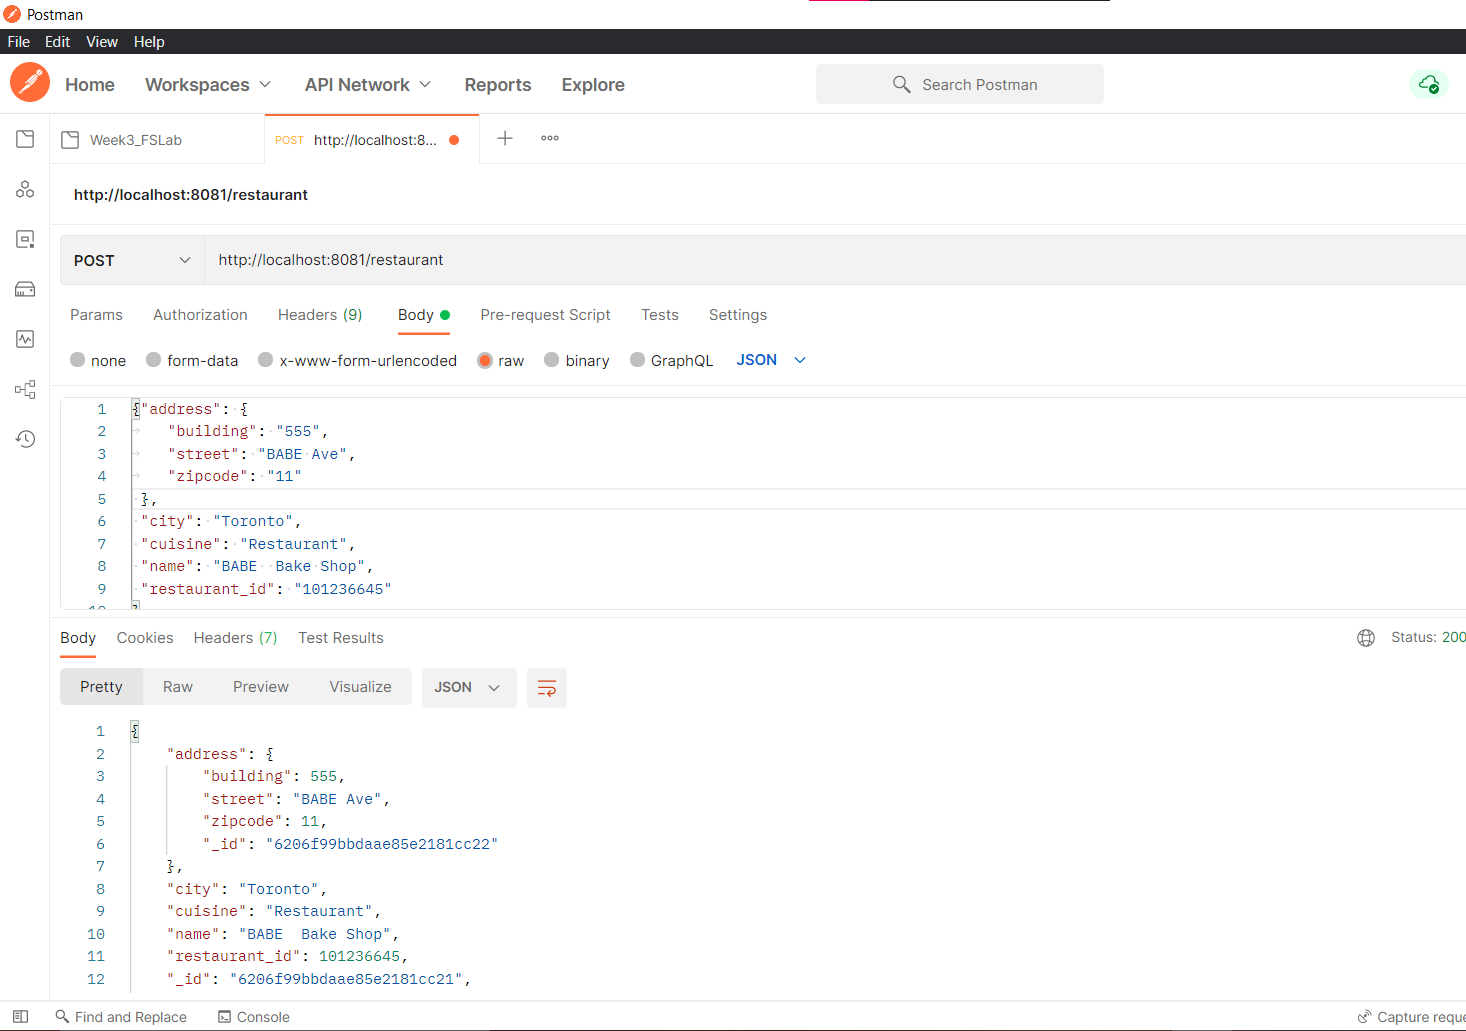 Postman
File Edit View Help
Home Workspaces API Network Reports Explore Search Postman
Week3_FSLab POST http://localhost:8... + ooo
http://localhost:8081/restaurant
POST http://localhost:8081/restaurant
Params Authorization Headers (9) Body Pre-request Script Tests Settings
none form-data x-www-form-urlencoded raw binary GraphQL JSON
1 {"address": {
2 "building": "555",
3 "street": "BABE Ave",
4 "zipcode": "11"
5 },
6 "city": "Toronto",
7 "cuisine": "Restaurant",
8 "name": "BABE  Bake Shop",
9 "restaurant_id": "101236645"
10 }
Body Cookies Headers (7) Test Results Status: 200
Pretty Raw Preview Visualize JSON
1 {
2 "address": {
3 "building": 555,
4 "street": "BABE Ave",
5 "zipcode": 11,
6 "_id": "6206f99bbdaae85e2181cc22"
7 },
8 "city": "Toronto",
9 "cuisine": "Restaurant",
10 "name": "BABE  Bake Shop",
11 "restaurant_id": 101236645,
12 "_id": "6206f99bbdaae85e2181cc21",
Find and Replace Console Capture reque